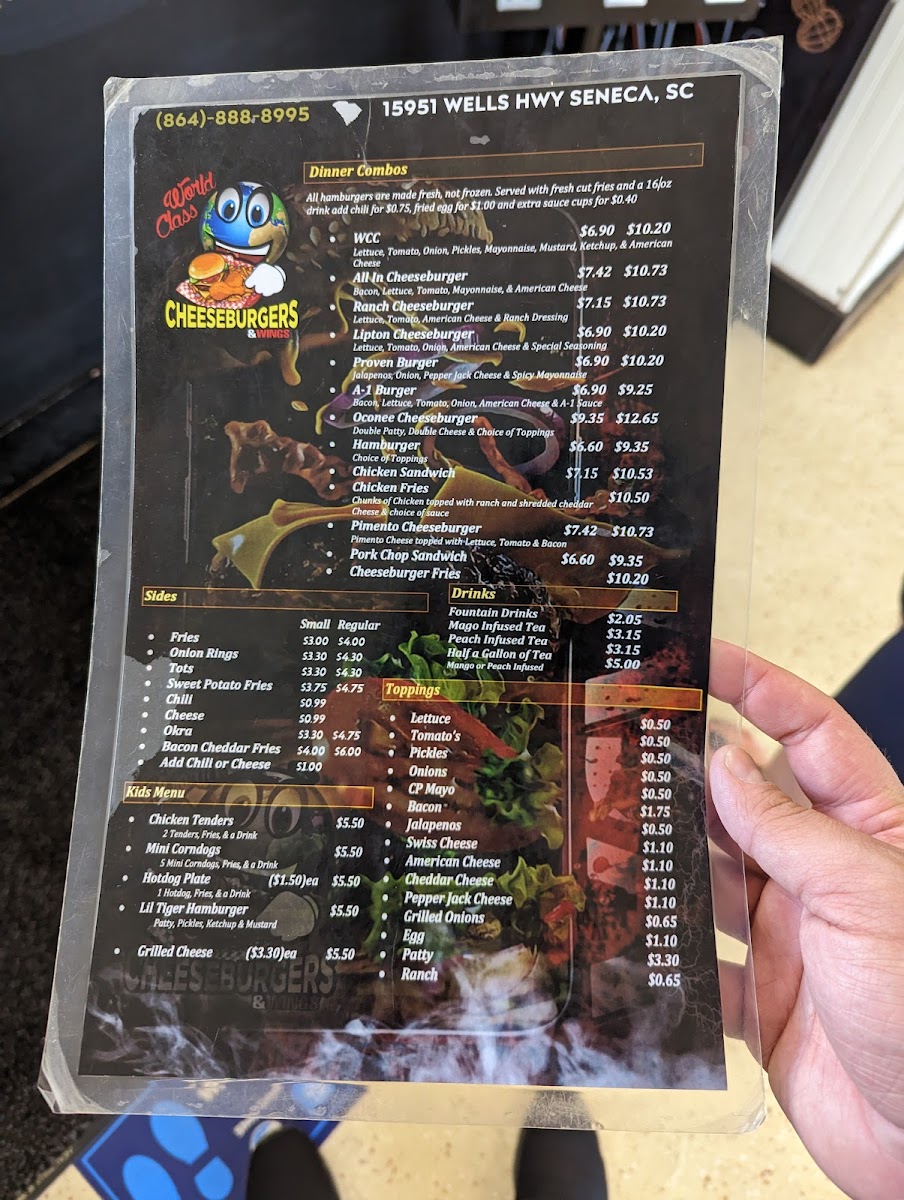 (864)-888-8995
15951 WELLS HWY SENECA, SC
World Class
CHEESEBURGERS
& WINGS
Dinner Combos
All hamburgers are made fresh, not frozen. Served with fresh cut fries and a 16/oz
drink add chili for $0.75, fried egg for $1.00 and extra sauce cups for $0.40
WCC $6.90 $10.20
Lettuce, Tomato, Onion, Pickles, Mayonnaise, Mustard, Ketchup, & American
Cheese
All In Cheeseburger $7.42 $10.73
Bacon, Lettuce, Tomato, Mayonnaise, & American Cheese
Ranch Cheeseburger $7.15 $10.73
Lettuce, Tomato, American Cheese & Ranch Dressing
Lipton Cheeseburger $6.90 $10.20
Lettuce, Tomato, Onion, American Cheese & Special Seasoning
Proven Burger $6.90 $10.20
Jalapenos, Onion, Pepper Jack Cheese & Spicy Mayonnaise
A-1 Burger $6.90 $9.25
Bacon, Lettuce, Tomato, Onion, American Cheese & A-1 Sauce
Oconee Cheeseburger $9.35 $12.65
Double Patty, Double Cheese & Choice of Toppings
Hamburger $6.60 $9.35
Choice of Toppings
Chicken Sandwich $7.15 $10.53
Chicken Fries $10.50
Chunks of Chicken topped with ranch and shredded cheddar
Cheese & choice of sauce
Pimento Cheeseburger $7.42 $10.73
Pimento Cheese topped with Lettuce, Tomato & Bacon
Pork Chop Sandwich $6.60 $9.35
Cheeseburger Fries $10.20
Sides
Small Regular
Fries $3.00 $4.00
Onion Rings $3.30 $4.30
Tots $3.30 $4.30
Sweet Potato Fries $3.75 $4.75
Chili $0.99
Cheese $0.99
Okra $3.30 $4.75
Bacon Cheddar Fries $4.00 $6.00
Add Chili or Cheese $1.00
Drinks
Fountain Drinks $2.05
Mago Infused Tea $3.15
Peach Infused Tea $3.15
Half a Gallon of Tea $5.00
Mango or Peach Infused
Toppings
Lettuce $0.50
Tomato's $0.50
Pickles $0.50
Onions $0.50
CP Mayo $0.50
Bacon $1.75
Jalapenos $0.50
Swiss Cheese $1.10
American Cheese $1.10
Cheddar Cheese $1.10
Pepper Jack Cheese $1.10
Grilled Onions $0.65
Egg $1.10
Patty $3.30
Ranch $0.65
Kids Menu
Chicken Tenders $5.50
2 Tenders, Fries, & a Drink
Mini Corndogs $5.50
5 Mini Corndogs, Fries, & a Drink
Hotdog Plate ($1.50)ea $5.50
1 Hotdog, Fries, & a Drink
Lil Tiger Hamburger $5.50
Patty, Pickles, Ketchup & Mustard
Grilled Cheese ($3.30)ea $5.50
CHEESEBURGERS
& WINGS